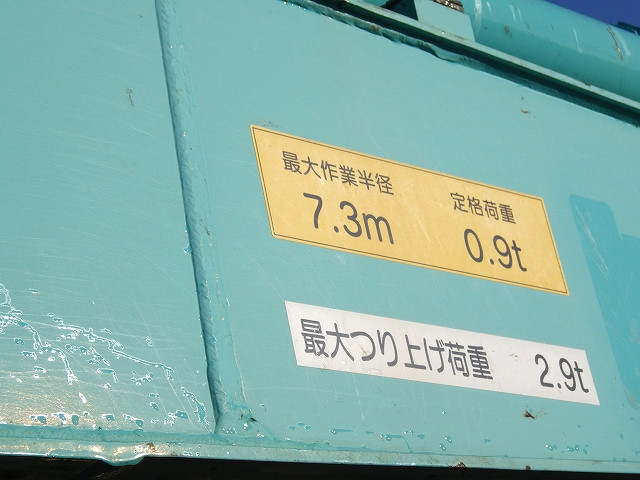 最大作業半径 定格荷重
7.3m 0.9t
最大つり上げ荷重 2.9t